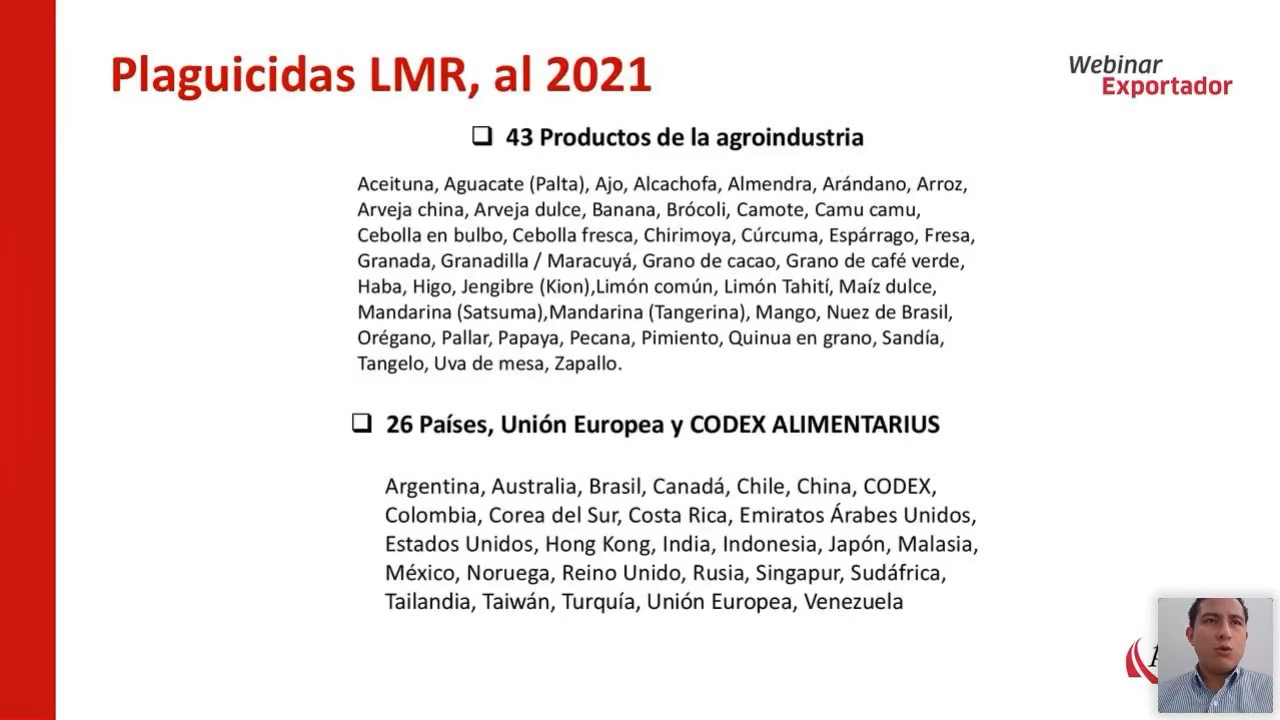 Plaguicidas LMR, al 2021
Webinar
Exportador
43 Productos de la agroindustria
Aceituna, Aguacate (Palta), Ajo, Alcachofa, Almendra, Arándano, Arroz,
Arveja china, Arveja dulce, Banana, Brócoli, Camote, Camu camu,
Cebolla en bulbo, Cebolla fresca, Chirimoya, Cúrcuma, Espárrago, Fresa,
Granada, Granadilla / Maracuyá, Grano de cacao, Grano de café verde,
Haba, Higo, Jengibre (Kion),Limón común, Limón Tahití, Maíz dulce,
Mandarina (Satsuma),Mandarina (Tangerina), Mango, Nuez de Brasil,
Orégano, Pallar, Papaya, Pecana, Pimiento, Quinua en grano, Sandía,
Tangelo, Uva de mesa, Zapallo.
26 Países, Unión Europea y CODEX ALIMENTARIUS
Argentina, Australia, Brasil, Canadá, Chile, China, CODEX,
Colombia, Corea del Sur, Costa Rica, Emiratos Árabes Unidos,
Estados Unidos, Hong Kong, India, Indonesia, Japón, Malasia,
México, Noruega, Reino Unido, Rusia, Singapur, Sudáfrica,
Tailandia, Taiwán, Turquía, Unión Europea, Venezuela